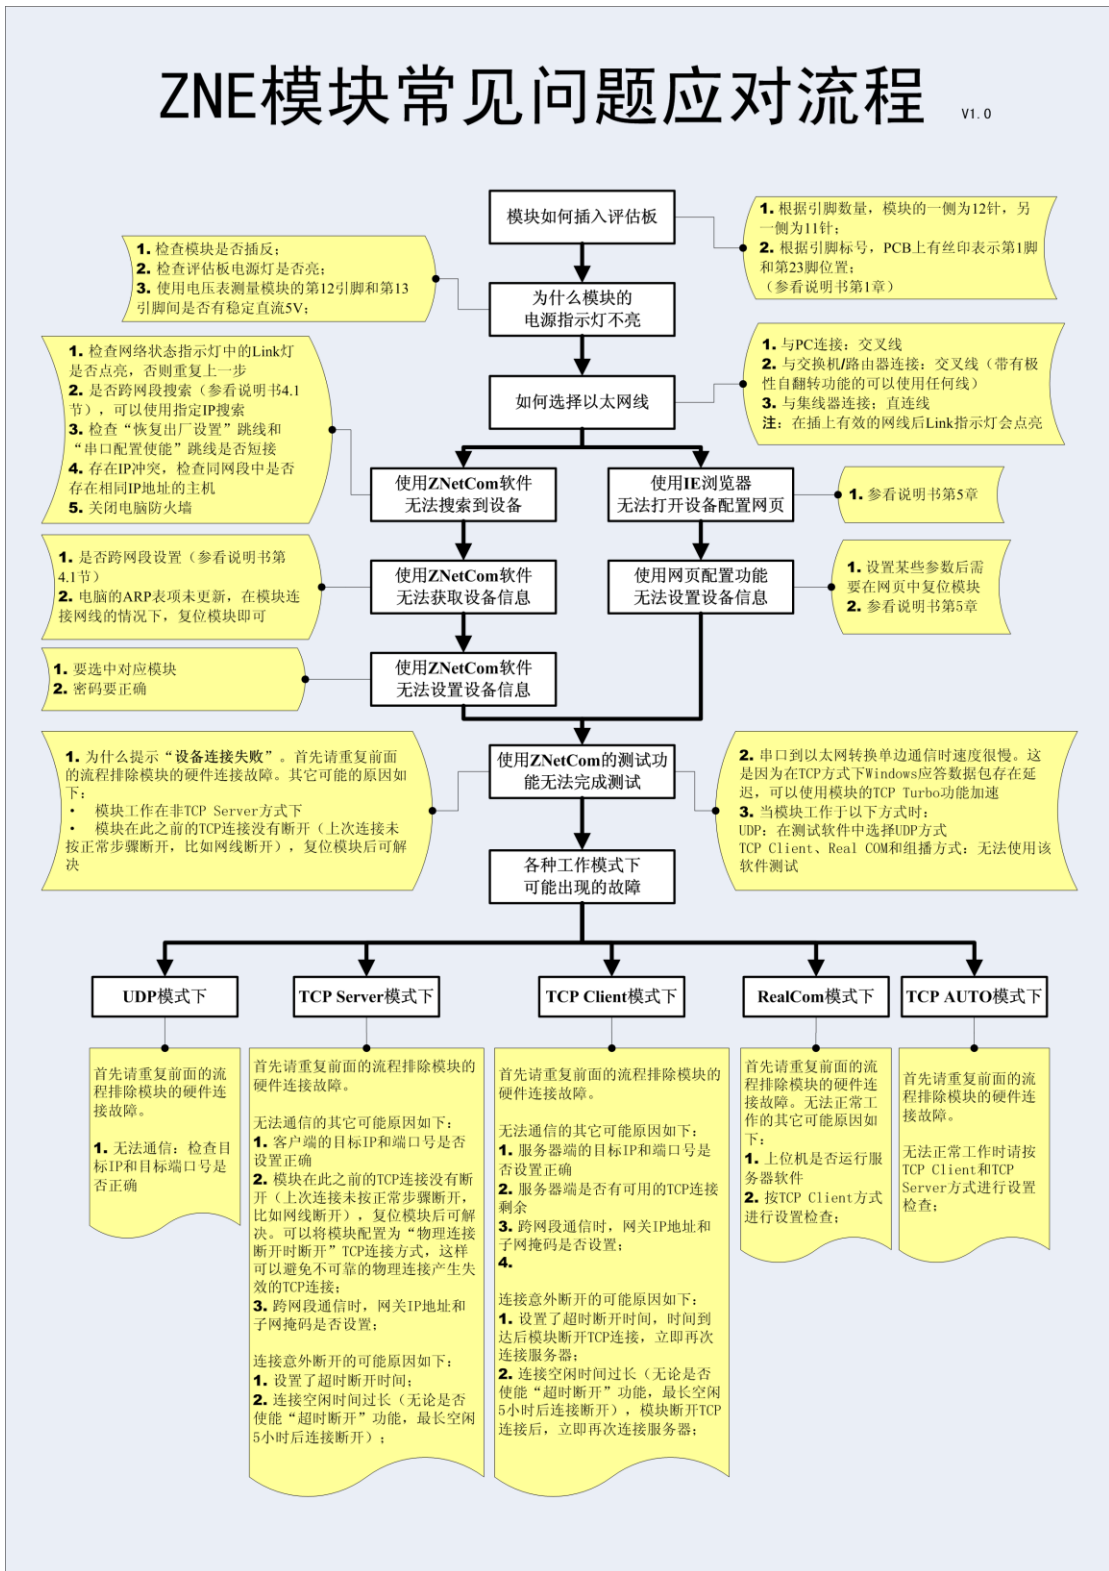 ZNE模块常见问题应对流程 V1.0
模块如何插入评估板
1. 根据引脚数量，模块的一侧为12针，另
一侧为11针；
2. 根据引脚标号，PCB上有丝印表示第1脚
和第23脚位置；
（参看说明书第1章）
1. 检查模块是否插反；
2. 检查评估板电源灯是否亮；
3. 使用电压表测量模块的第12引脚和第13
引脚间是否有稳定直流5V；
为什么模块的
电源指示灯不亮
1. 与PC连接：交叉线
2. 与交换机/路由器连接：交叉线（带有极
性自翻转功能的可以使用任何线）
3. 与集线器连接；直连线
注：在插上有效的网线后Link指示灯会点亮
如何选择以太网线
1. 检查网络状态指示灯中的Link灯
是否点亮，否则重复上一步
2. 是否跨网段搜索（参看说明书4.1
节），可以使用指定IP搜索
3. 检查“恢复出厂设置”跳线和
“串口配置使能”跳线是否短接
4. 存在IP冲突，检查同网段中是否
存在相同IP地址的主机
5. 关闭电脑防火墙
使用ZNetCom软件
无法搜索到设备
使用IE浏览器
无法打开设备配置网页
1. 参看说明书第5章
1. 是否跨网段设置（参看说明书第
4.1节）
2. 电脑的ARP表项未更新，在模块连
接网线的情况下，复位模块即可
使用ZNetCom软件
无法获取设备信息
使用网页配置功能
无法设置设备信息
1. 设置某些参数后需
要在网页中复位模块
2. 参看说明书第5章
1. 要选中对应模块
2. 密码要正确
使用ZNetCom软件
无法设置设备信息
1. 为什么提示“设备连接失败”。首先请重复前面
的流程排除模块的硬件连接故障。其它可能的原因如
下：
• 模块工作在非TCP Server方式下
• 模块在此之前的TCP连接没有断开（上次连接未
按正常步骤断开，比如网线断开），复位模块后可解
决
使用ZNetCom的测试功
能无法完成测试
2. 串口到以太网转换单边通信时速度很慢。这
是因为在TCP方式下Windows应答数据包存在延
迟，可以使用模块的TCP Turbo功能加速
3. 当模块工作于以下方式时：
UDP：在测试软件中选择UDP方式
TCP Client、Real COM和组播方式：无法使用该
软件测试
各种工作模式下
可能出现的故障
UDP模式下
TCP Server模式下
TCP Client模式下
RealCom模式下
TCP AUTO模式下
首先请重复前面的流
程排除模块的硬件连
接故障。
1. 无法通信：检查目
标IP和目标端口号是
否正确
首先请重复前面的流程排除模块的
硬件连接故障。
无法通信的其它可能原因如下：
1. 客户端的目标IP和端口号是否
设置正确
2. 模块在此之前的TCP连接没有断
开（上次连接未按正常步骤断开，
比如网线断开），复位模块后可解
决。可以将模块配置为“物理连接
断开时断开”TCP连接方式，这样
可以避免不可靠的物理连接产生失
效的TCP连接；
3. 跨网段通信时，网关IP地址和
子网掩码是否设置；
连接意外断开的可能原因如下：
1. 设置了超时断开时间；
2. 连接空闲时间过长（无论是否
使能“超时断开”功能，最长空闲
5小时后连接断开）；
首先请重复前面的流程排除模块的
硬件连接故障。
无法通信的其它可能原因如下：
1. 服务器端的目标IP和端口号是
否设置正确
2. 服务器端是否有可用的TCP连接
剩余
3. 跨网段通信时，网关IP地址和
子网掩码是否设置；
4.
连接意外断开的可能原因如下：
1. 设置了超时断开时间，时间到
达后模块断开TCP连接，立即再次
连接服务器；
2. 连接空闲时间过长（无论是否
使能“超时断开”功能，最长空闲
5小时后连接断开），模块断开TCP
连接后，立即再次连接服务器；
首先请重复前面的流
程排除模块的硬件连
接故障。无法正常工
作的其它可能原因如
下：
1. 上位机是否运行服
务器软件
2. 按TCP Client方式
进行设置检查；
首先请重复前面的流
程排除模块的硬件连
接故障。
无法正常工作时请按
TCP Client和TCP
Server方式进行设置
检查；